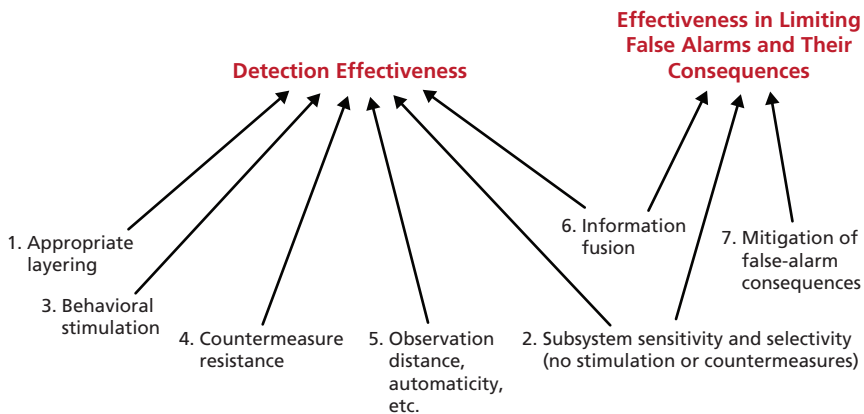 Effectiveness in Limiting
False Alarms and Their
Consequences
Detection Effectiveness
1. Appropriate
layering
3. Behavioral
stimulation
4. Countermeasure
resistance
5. Observation
distance,
automaticity,
etc.
6. Information
fusion
2. Subsystem sensitivity and selectivity
(no stimulation or countermeasures)
7. Mitigation of
false-alarm
consequences